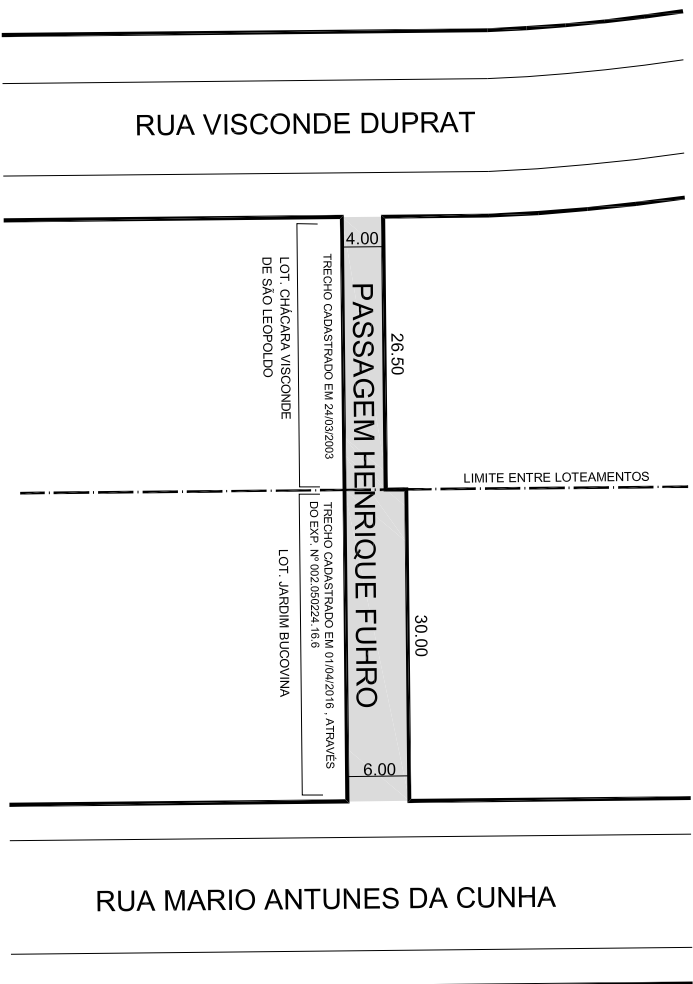 RUA VISCONDE DUPRAT
4.00
LOT. CHÁCARA VISCONDE
DE SÃO LEOPOLDO
TRECHO CADASTRADO EM 24/03/2003
PASSAGEM HENRIQUE FUHRO
26.50
LIMITE ENTRE LOTEAMENTOS
TRECHO CADASTRADO EM 01/04/2016 , ATRAVÉS
DO EXP. Nº 002.050224.16.6
LOT. JARDIM BUCOVINA
30.00
6.00
RUA MARIO ANTUNES DA CUNHA